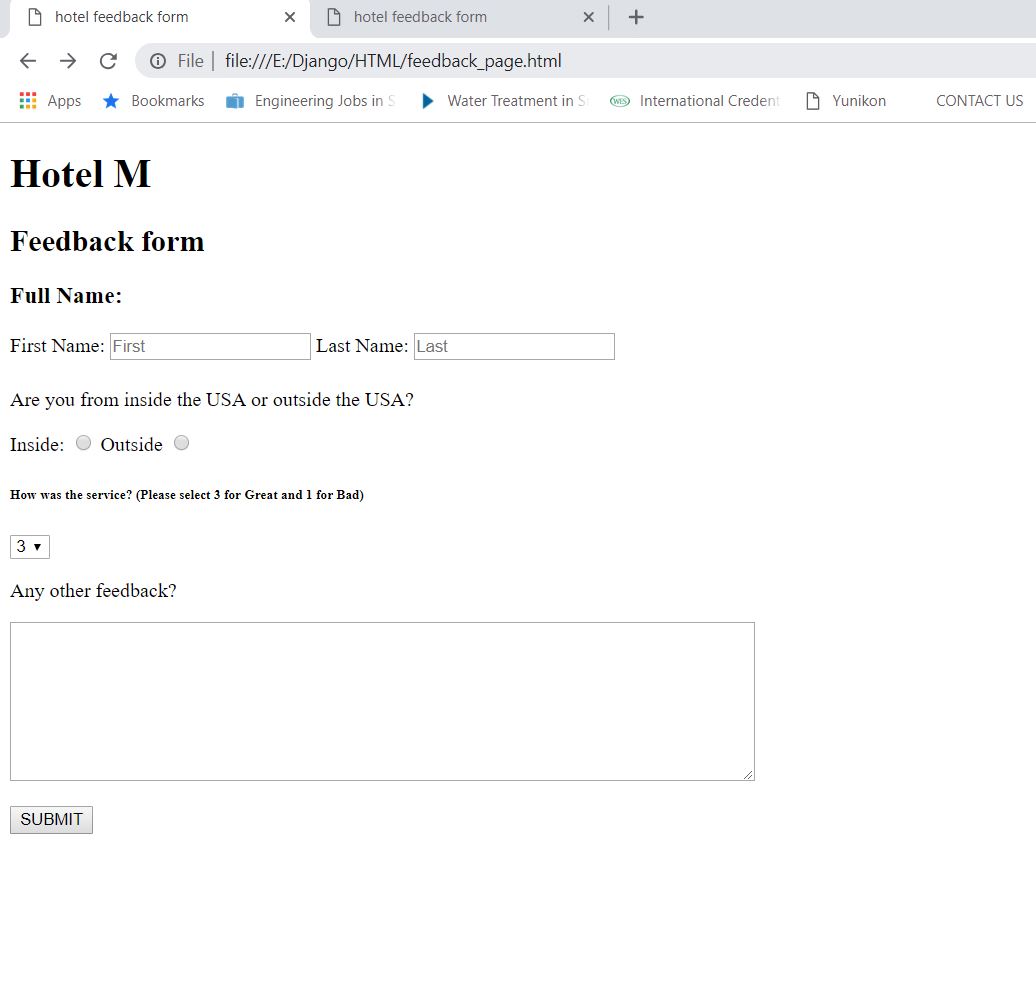 hotel feedback form hotel feedback form
File file:///E:/Django/HTML/feedback_page.html
Apps Bookmarks Engineering Jobs in Water Treatment in WES International Credent Yunikon CONTACT US
Hotel M
Feedback form
Full Name:
First Name: First Last Name: Last
Are you from inside the USA or outside the USA?
Inside: Outside
How was the service? (Please select 3 for Great and 1 for Bad)
3
Any other feedback?
SUBMIT